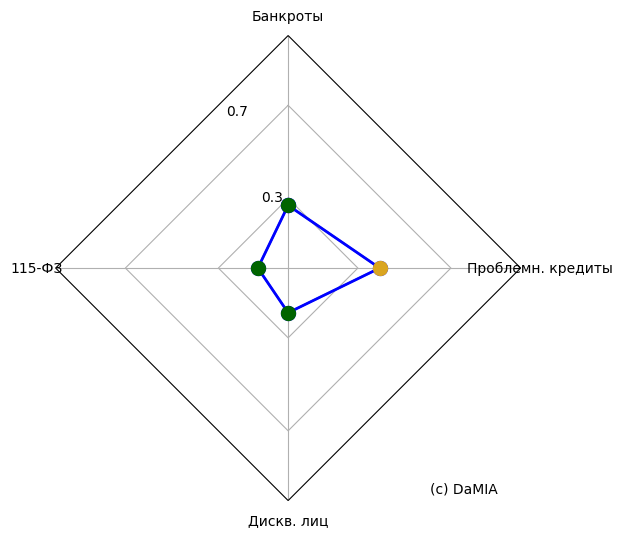 Банкроты
0.7
0.3
115-ФЗ
Проблемн. кредиты
(c) DaMIA
Дискв. лиц